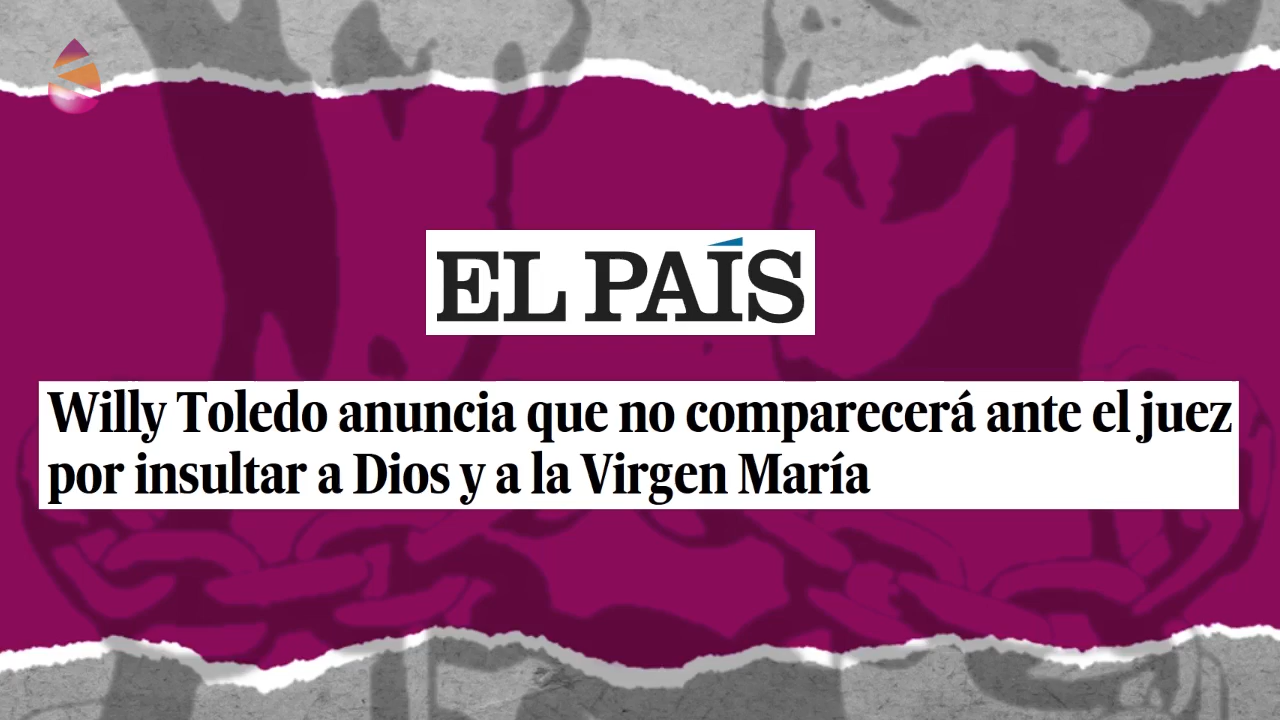 EL PAÍS
Willy Toledo anuncia que no comparecerá ante el juez
por insultar a Dios y a la Virgen María